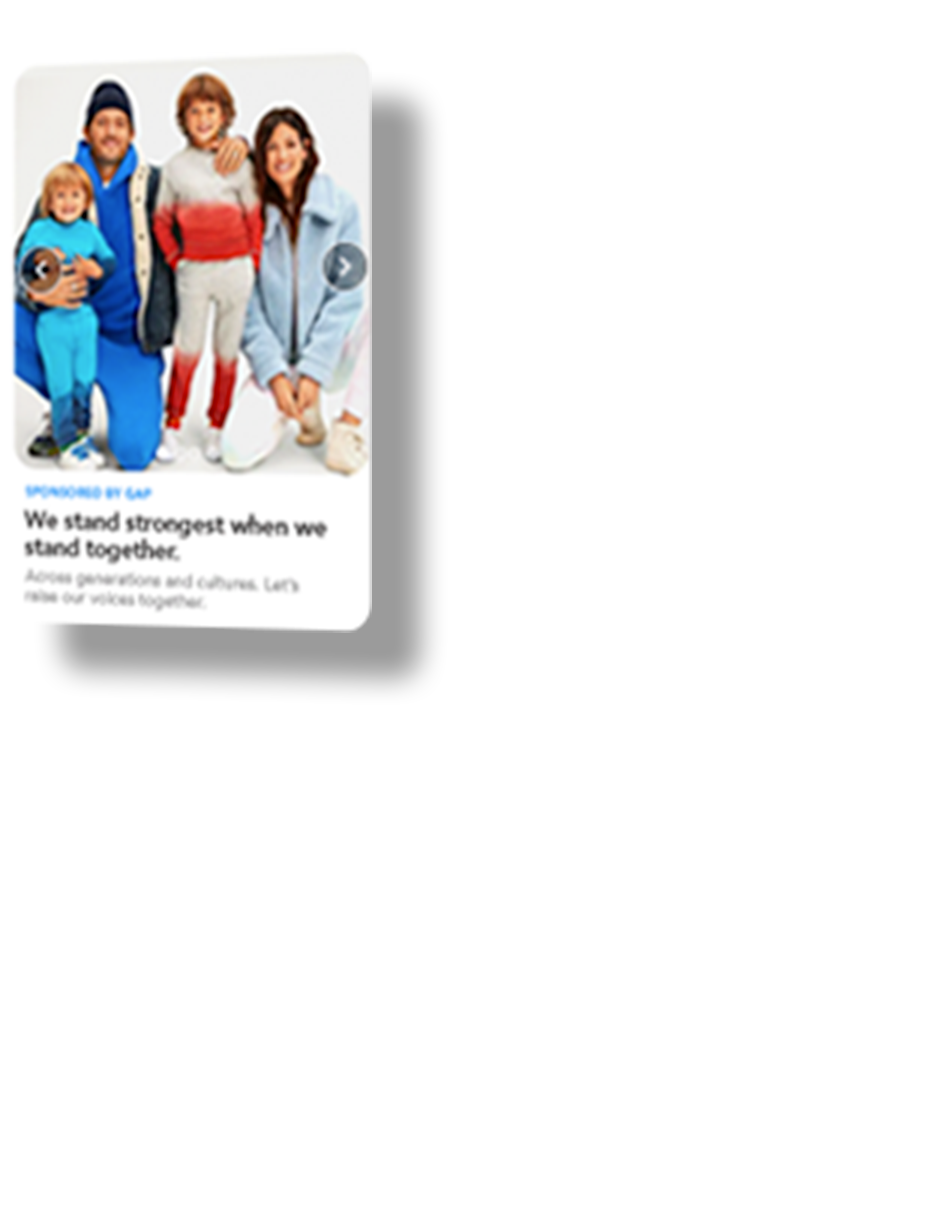 SPONSORED BY GAP
We stand strongest when we
stand together.
Across generations and cultures. Let's
raise our voices together.